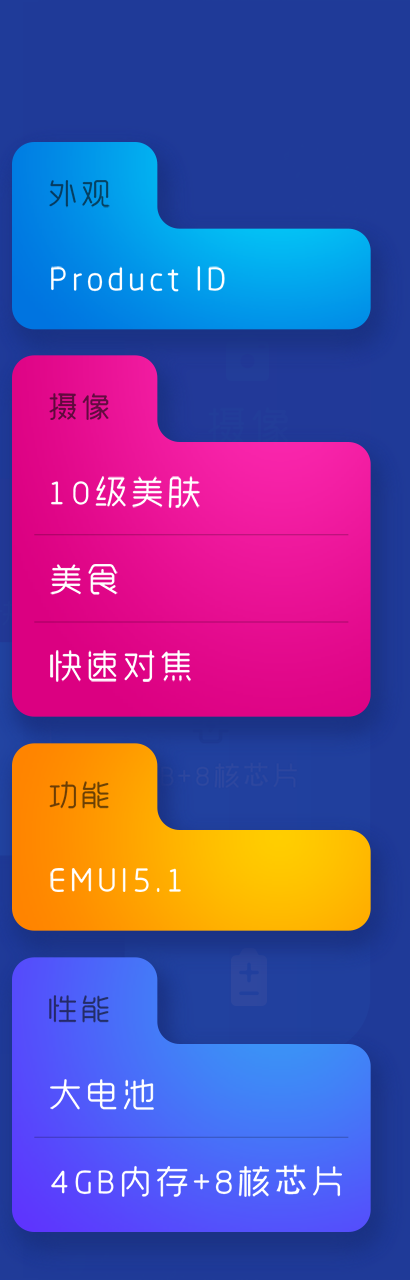 外观
Product ID
摄像
10级美肤
美食
快速对焦
功能
EMUI5.1
性能
大电池
4GB内存+8核芯片